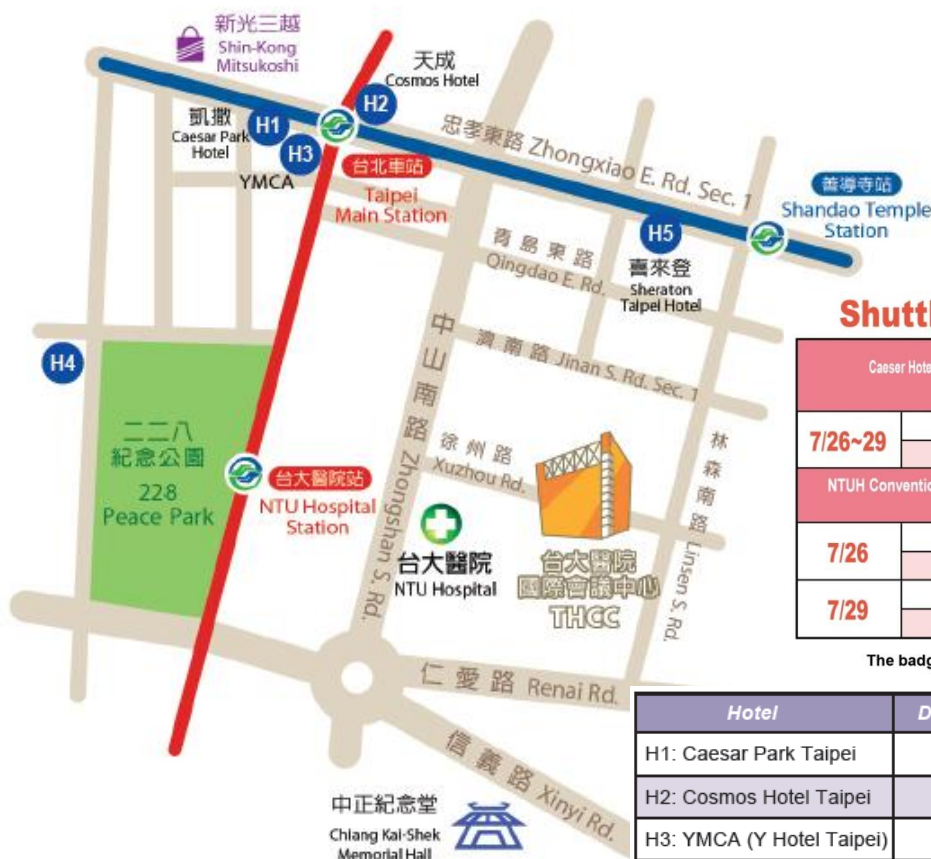 新光三越
Shin-Kong
Mitsukoshi
天成
Cosmos Hotel
凱撒
Caesar Park
Hotel
H1
H2
H3
YMCA
台北車站
Taipei
Main Station
忠孝東路 Zhongxiao E. Rd. Sec. 1
善導寺站
Shandao Temple
Station
H5
喜來登
Sheraton
Taipei Hotel
青島東路
Qingdao E. Rd.
濟南路 Jinan S. Rd. Sec. 1
中山南路 Zhongshan S. Rd.
H4
二二八
紀念公園
228
Peace Park
台大醫院站
NTU Hospital
Station
徐州路
Xuzhou Rd.
林森南路 Linsen S. Rd.
台大醫院
NTU Hospital
台大醫院
國際會議中心
THCC
仁愛路 Renai Rd.
信義路 Xinyi Rd.
中正紀念堂
Chiang Kai-Shek
Memorial Hall
Shuttl
Caeser Hote
7/26~29
NTUH Conventio
7/26
7/29
The badg
Hotel D
H1: Caesar Park Taipei
H2: Cosmos Hotel Taipei
H3: YMCA (Y Hotel Taipei)